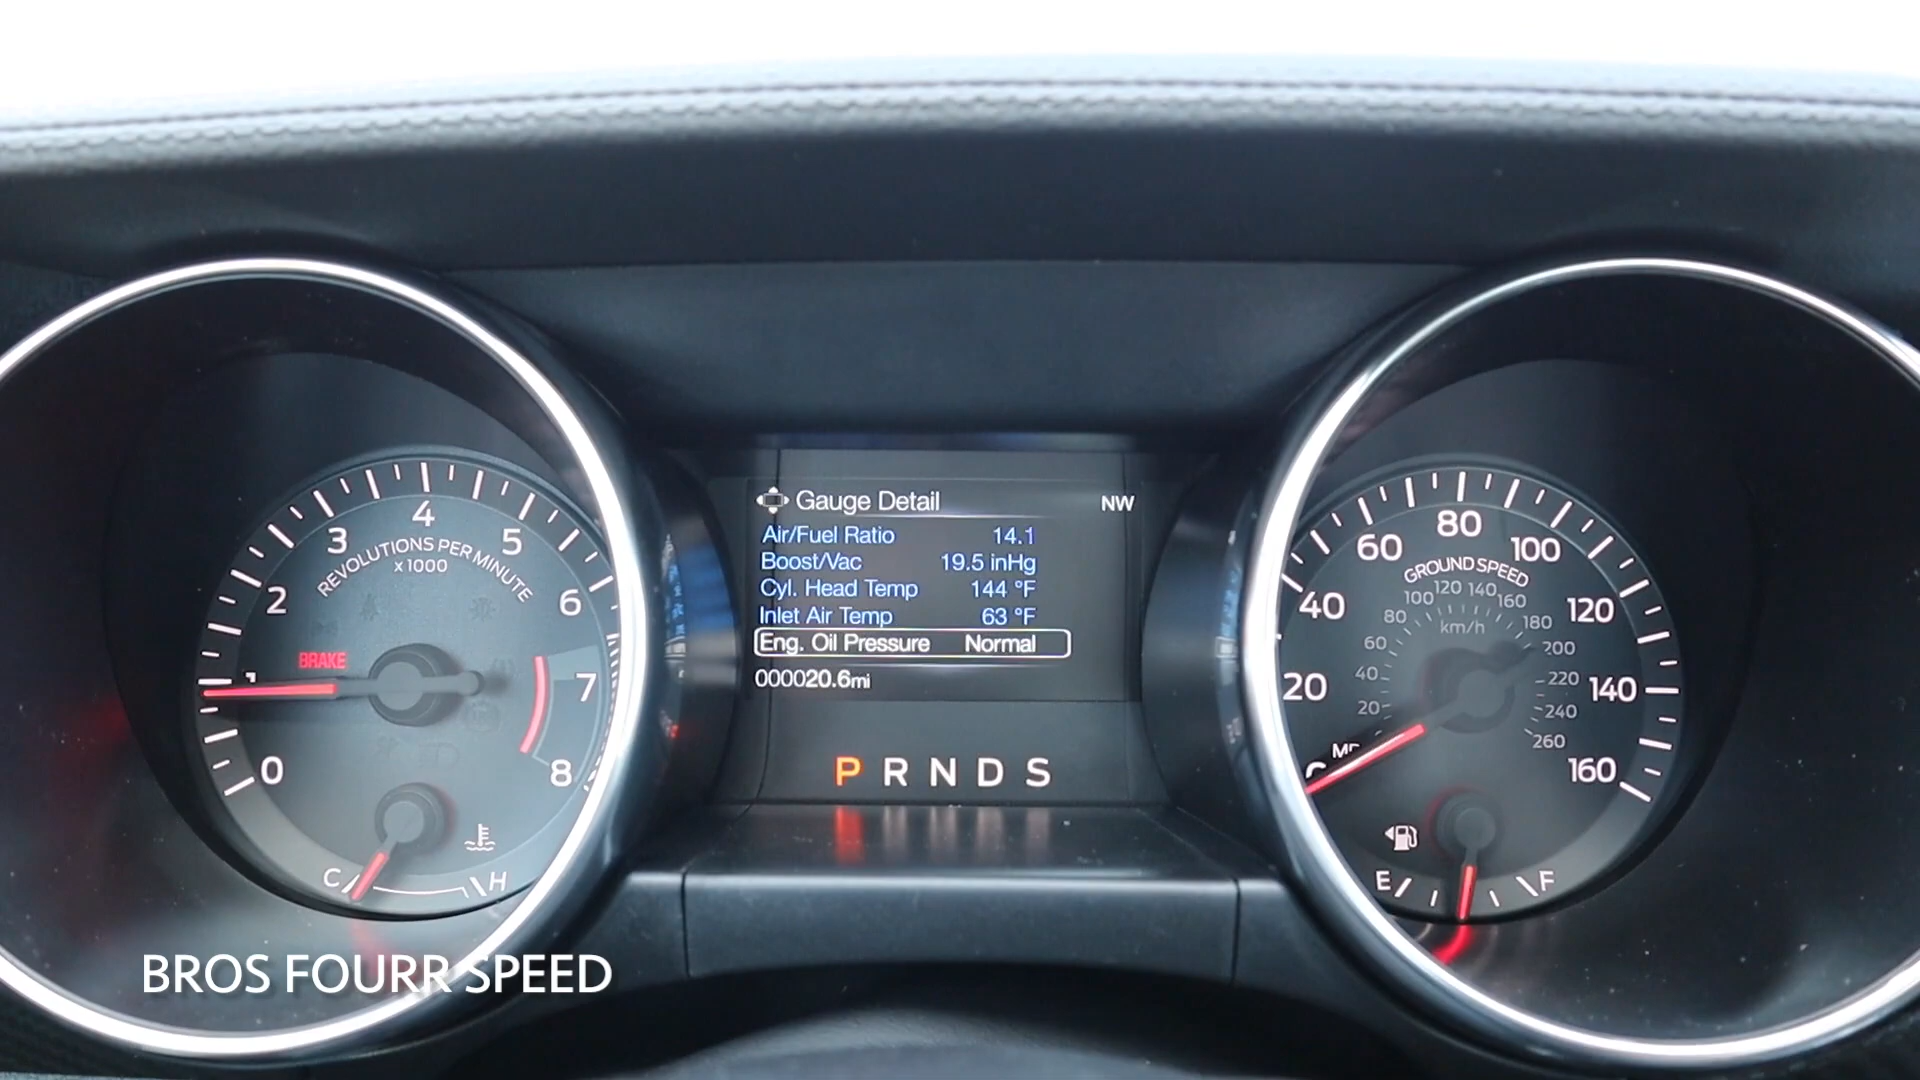 0 1 2 3 4 5 6 7 8
REVOLUTIONS PER MINUTE
x 1000
BRAKE
C H
Gauge Detail NW
Air/Fuel Ratio 14.1
Boost/Vac 19.5 inHg
Cyl. Head Temp 144 °F
Inlet Air Temp 63 °F
Eng. Oil Pressure Normal
000020.6mi
P R N D S
20 40 60 80 100 120 140 160
GROUND SPEED
20 40 60 80 100 120 140 160 180 200 220 240 260
km/h
E F
BROS FOURR SPEED